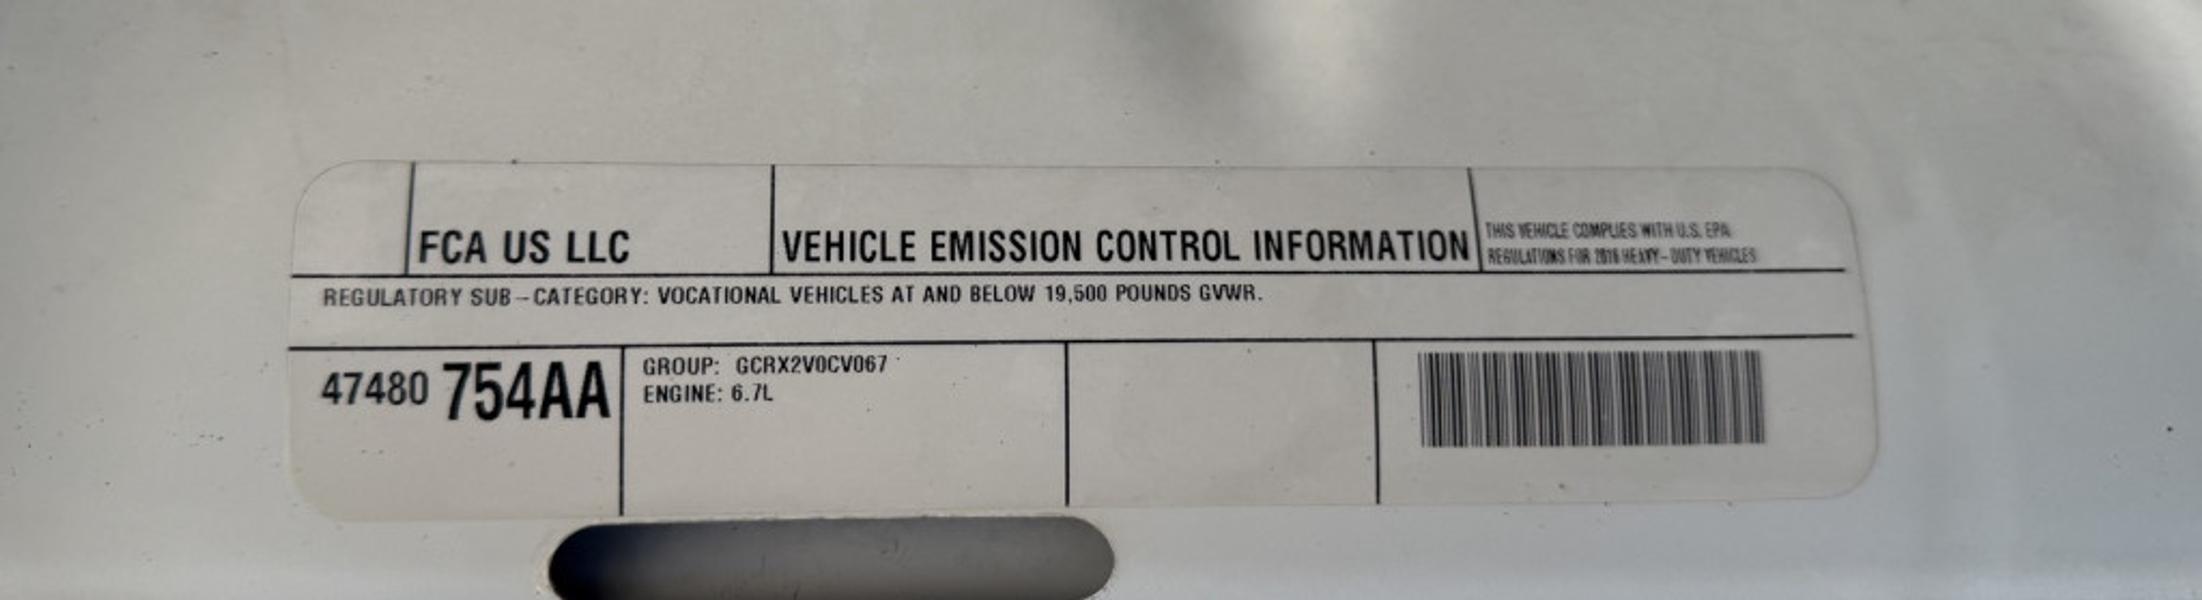 FCA US LLC
VEHICLE EMISSION CONTROL INFORMATION
THIS VEHICLE COMPLIES WITH U.S. EPA
REGULATIONS FOR 2016 HEAVY-DUTY VEHICLES
REGULATORY SUB-CATEGORY: VOCATIONAL VEHICLES AT AND BELOW 19,500 POUNDS GVWR.
47480 754AA
GROUP: GCRX2V0CV067
ENGINE: 6.7L